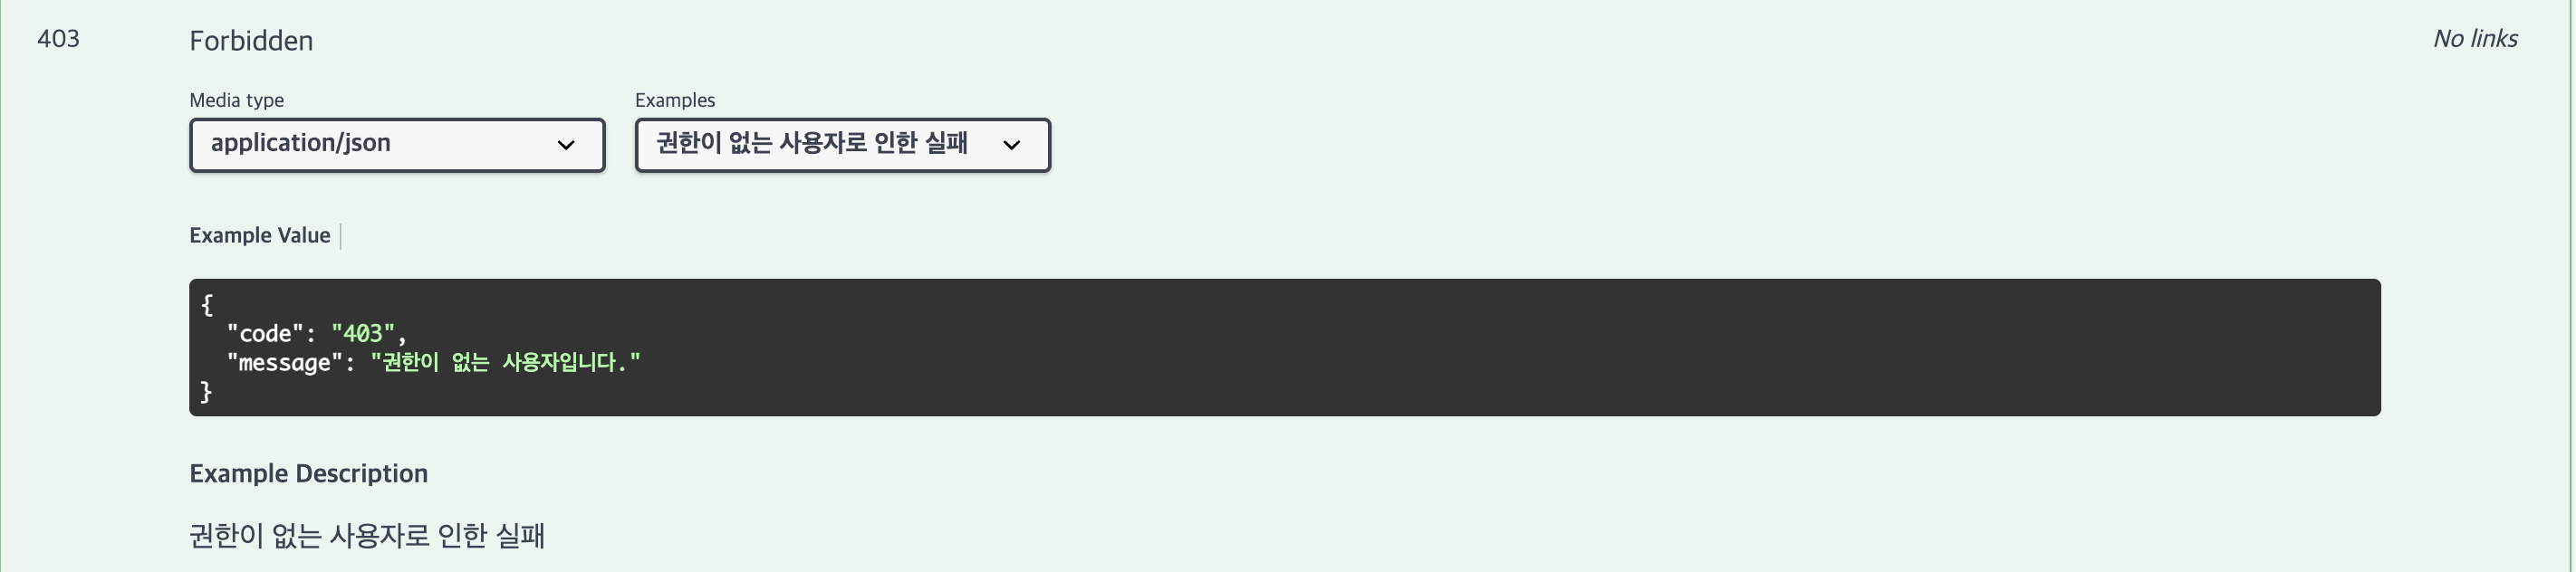 403 Forbidden No links
Media type Examples
application/json 권한이 없는 사용자로 인한 실패
Example Value
{
"code": "403",
"message": "권한이 없는 사용자입니다."
}
Example Description
권한이 없는 사용자로 인한 실패